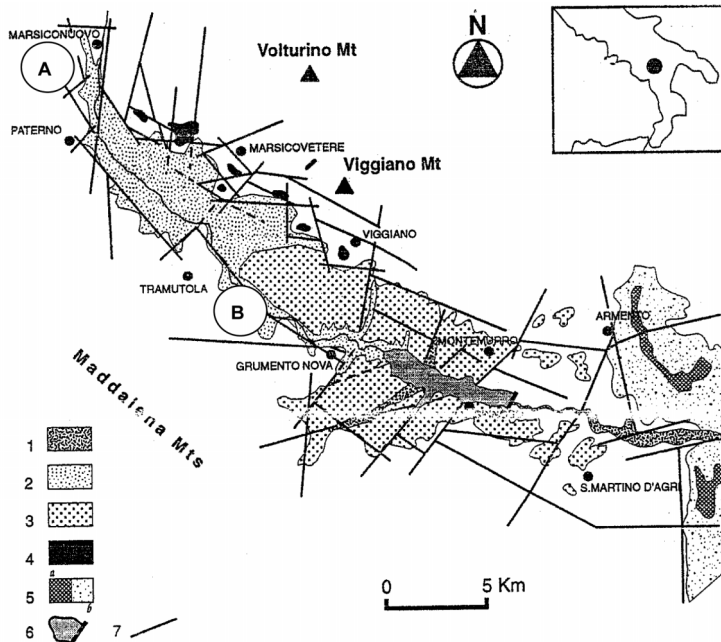 MARSICONUOVO
A
Volturino Mt
N
PATERNO
MARSICOVETERE
Viggiano Mt
VIGGIANO
TRAMUTOLA
B
ARMENTO
MONTEMURRO
GRUMENTO NOVA
Maddalena Mts
S.MARTINO D'AGRI
1
2
3
4
5 a b
6 7
0 5 Km